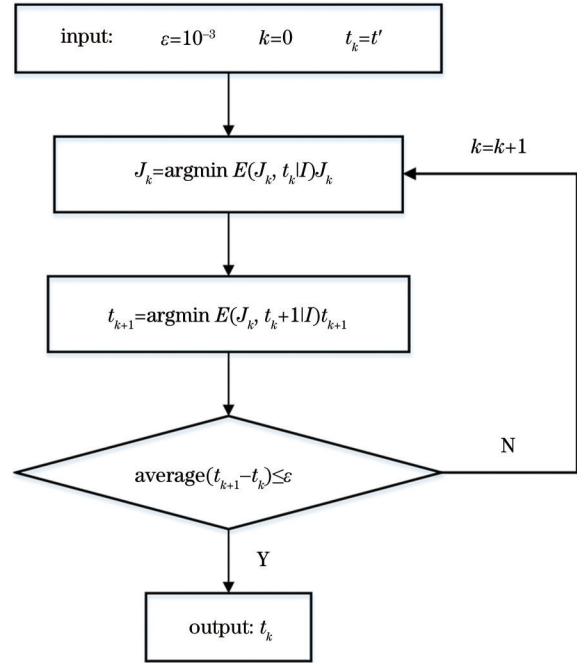 input: ε=10⁻³ k=0 tₖ=t′
Jₖ=argmin E(Jₖ, tₖ|I)Jₖ
k=k+1
tₖ₊₁=argmin E(Jₖ, tₖ+1|I)tₖ₊₁
average(tₖ₊₁−tₖ)≤ε
N
Y
output: tₖ